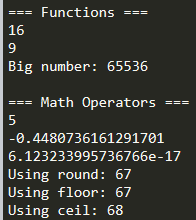 === Functions ===
16
9
Big number: 65536

=== Math Operators ===
5
-0.4480736161291701
6.123233995736766e-17
Using round: 67
Using floor: 67
Using ceil: 68